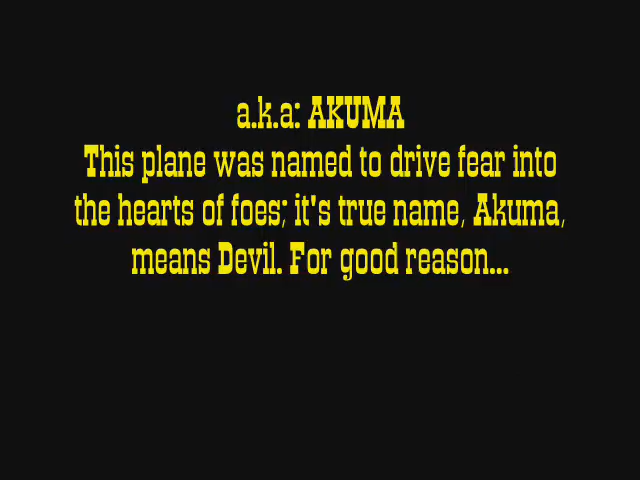 a.k.a: AKUMA
This plane was named to drive fear into
the hearts of foes; it's true name, Akuma,
means Devil. For good reason...